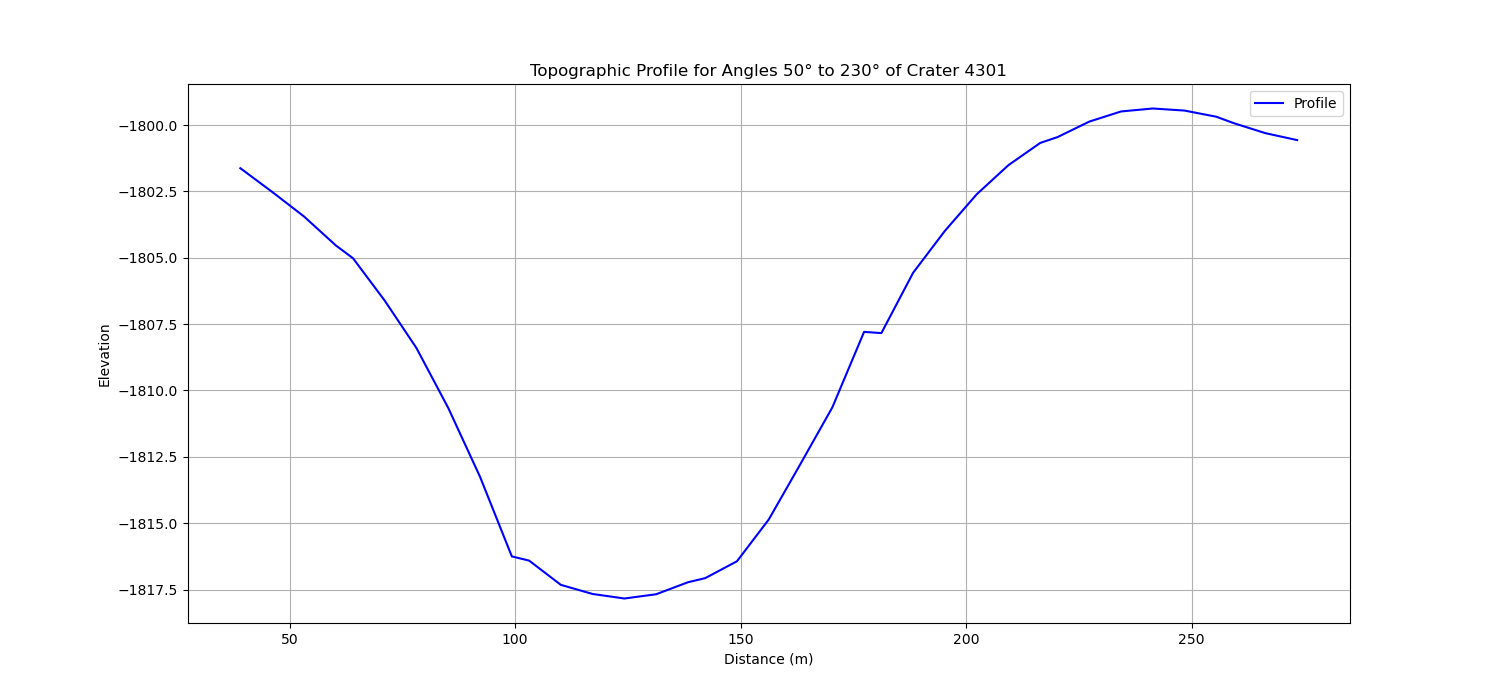 Topographic Profile for Angles 50° to 230° of Crater 4301
Profile
−1800.0
−1802.5
−1805.0
−1807.5
−1810.0
−1812.5
−1815.0
−1817.5
Elevation
50 100 150 200 250
Distance (m)